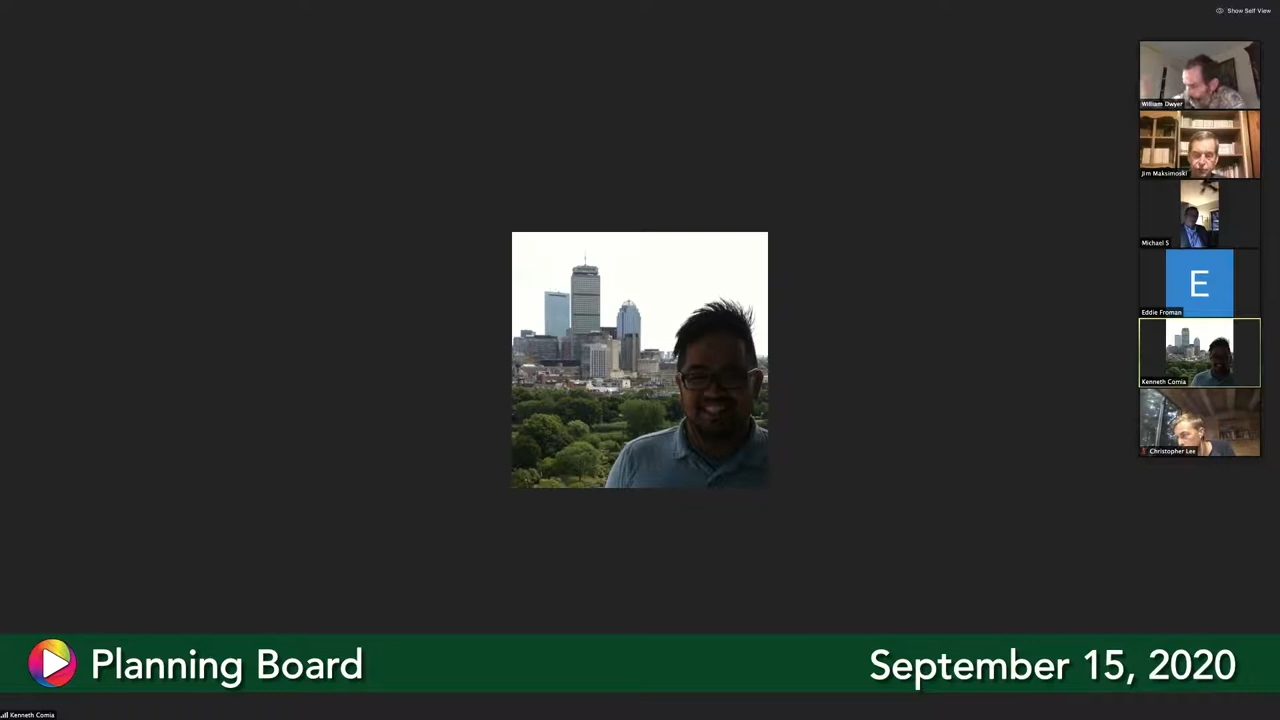 Show Self View
William Dwyer
Jim Maksimoski
Michael S
E
Eddie Froman
Kenneth Comia
Christopher Lee
Planning Board
September 15, 2020
Kenneth Comia